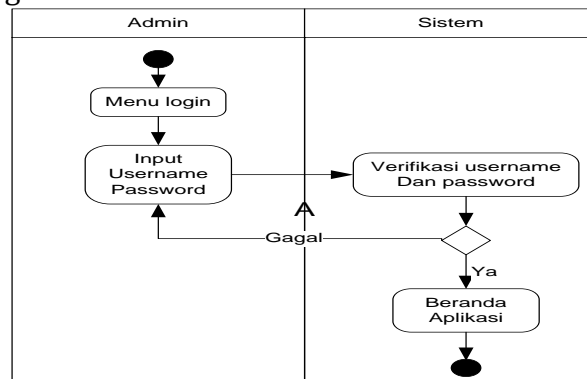 g
Admin
Sistem
Menu login
Input
Username
Password
Verifikasi username
Dan password
A
Gagal
Ya
Beranda
Aplikasi